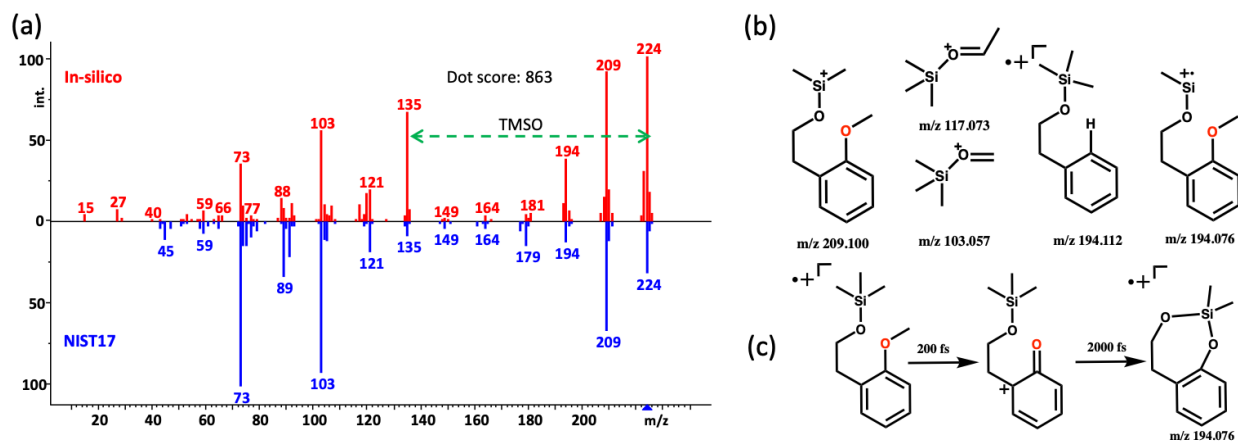 (a)
100
50
0
50
100
int.
In-silico
NIST17
Dot score: 863
TMSO
15
27
40
59
66
73
77
88
103
121
135
149
164
181
194
209
224
45
59
73
89
103
121
135
149
164
179
194
209
224
20 40 60 80 100 120 140 160 180 200 m/z
(b)
Si
+
O
O
m/z 209.100
O
+
Si
m/z 117.073
O
+
Si
m/z 103.057
•+
Si
O
H
m/z 194.112
+•
Si
O
O
m/z 194.076
(c)
•+
Si
O
O
200 fs
Si
O
O
+
2000 fs
•+
O
Si
O
m/z 194.076